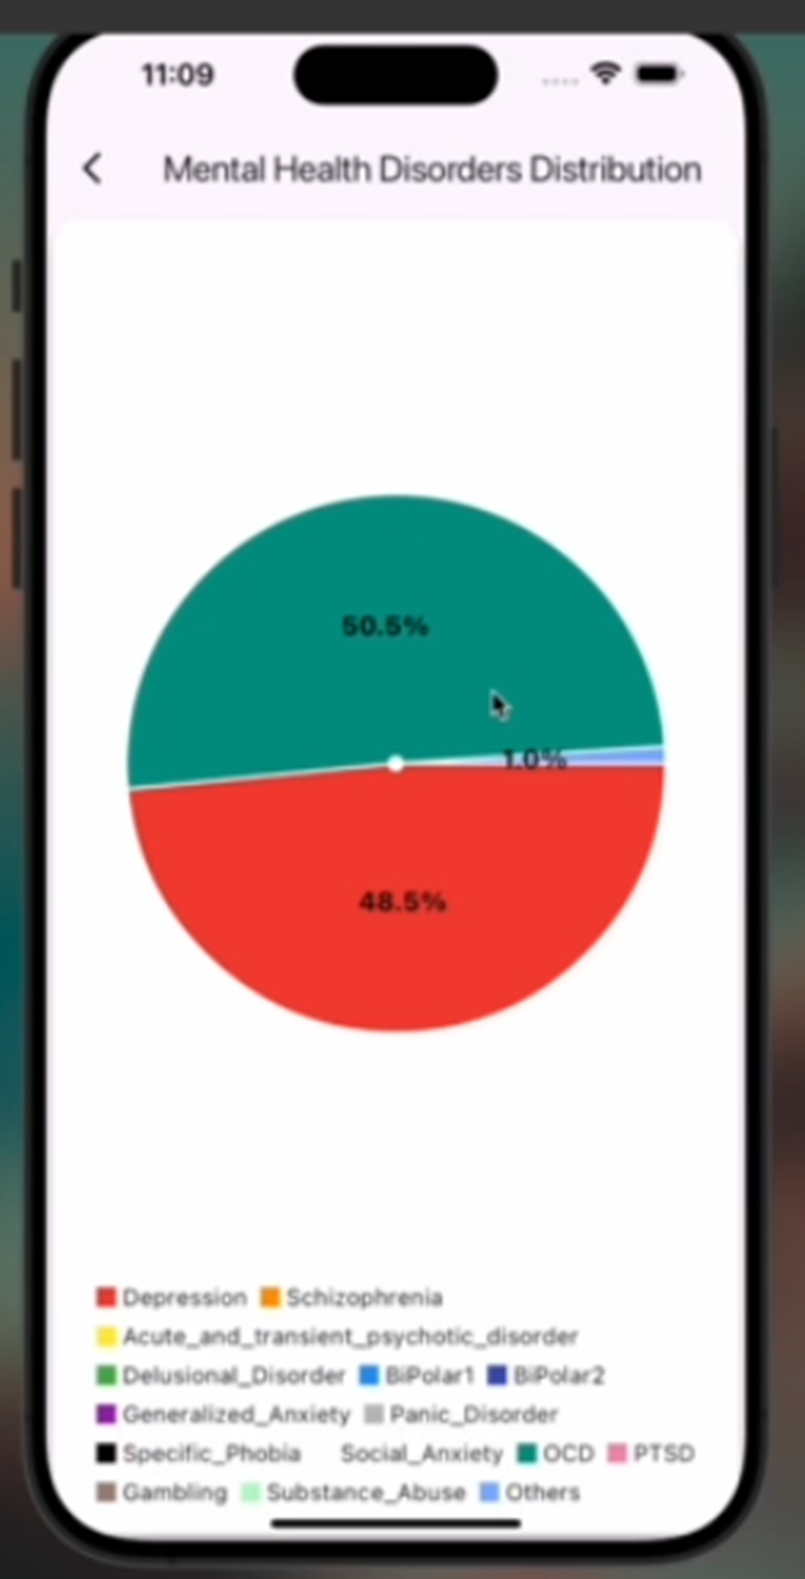 11:09
Mental Health Disorders Distribution
50.5%
1.0%
48.5%
Depression Schizophrenia
Acute_and_transient_psychotic_disorder
Delusional_Disorder BiPolar1 BiPolar2
Generalized_Anxiety Panic_Disorder
Specific_Phobia Social_Anxiety OCD PTSD
Gambling Substance_Abuse Others